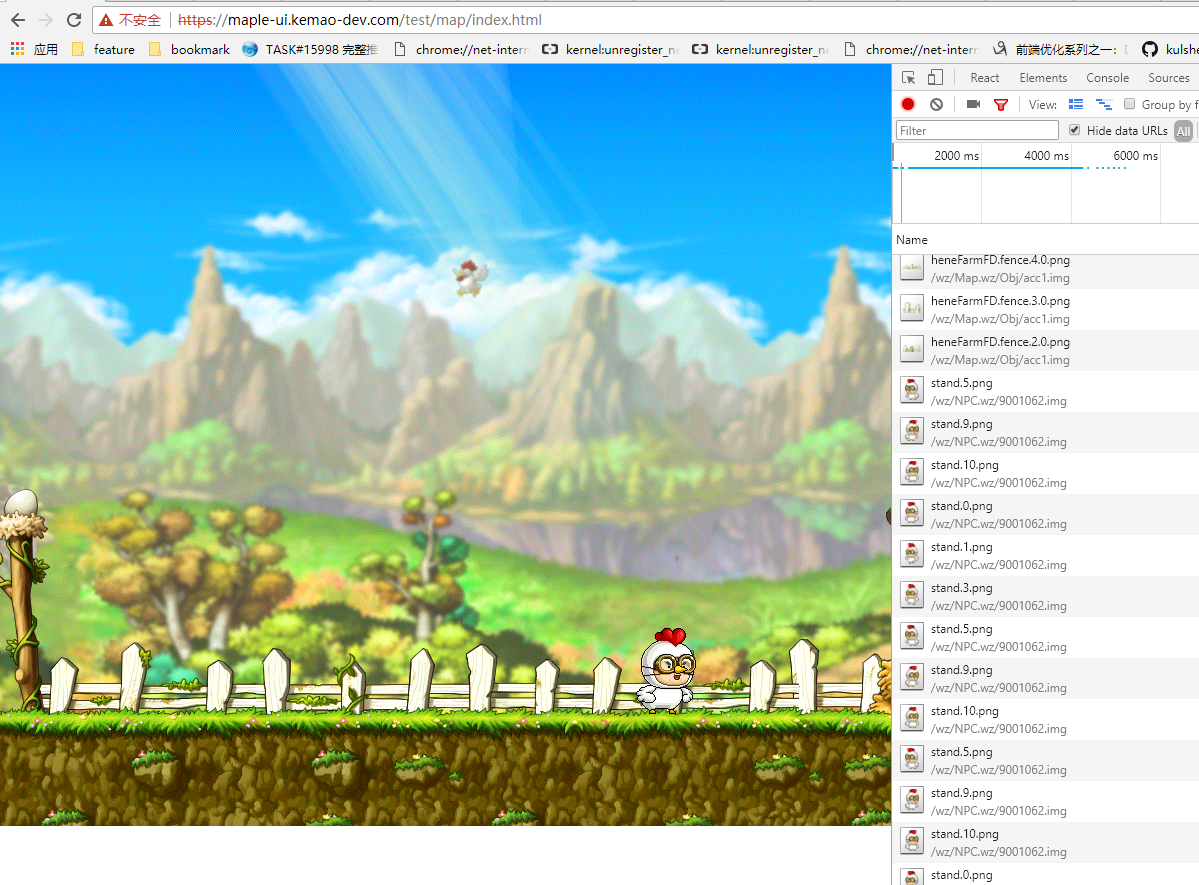 不安全 https://maple-ui.kemao-dev.com/test/map/index.html
应用 feature bookmark TASK#15998 完整推 chrome://net-intern kernel:unregister_ne kernel:unregister_ne chrome://net-intern 前端优化系列之一： kulshe
React Elements Console Sources
View: Group by f
Filter Hide data URLs All
2000 ms 4000 ms 6000 ms
Name
heneFarmFD.fence.4.0.png
/wz/Map.wz/Obj/acc1.img
heneFarmFD.fence.3.0.png
/wz/Map.wz/Obj/acc1.img
heneFarmFD.fence.2.0.png
/wz/Map.wz/Obj/acc1.img
stand.5.png
/wz/NPC.wz/9001062.img
stand.9.png
/wz/NPC.wz/9001062.img
stand.10.png
/wz/NPC.wz/9001062.img
stand.0.png
/wz/NPC.wz/9001062.img
stand.1.png
/wz/NPC.wz/9001062.img
stand.3.png
/wz/NPC.wz/9001062.img
stand.5.png
/wz/NPC.wz/9001062.img
stand.9.png
/wz/NPC.wz/9001062.img
stand.10.png
/wz/NPC.wz/9001062.img
stand.5.png
/wz/NPC.wz/9001062.img
stand.9.png
/wz/NPC.wz/9001062.img
stand.10.png
/wz/NPC.wz/9001062.img
stand.0.png